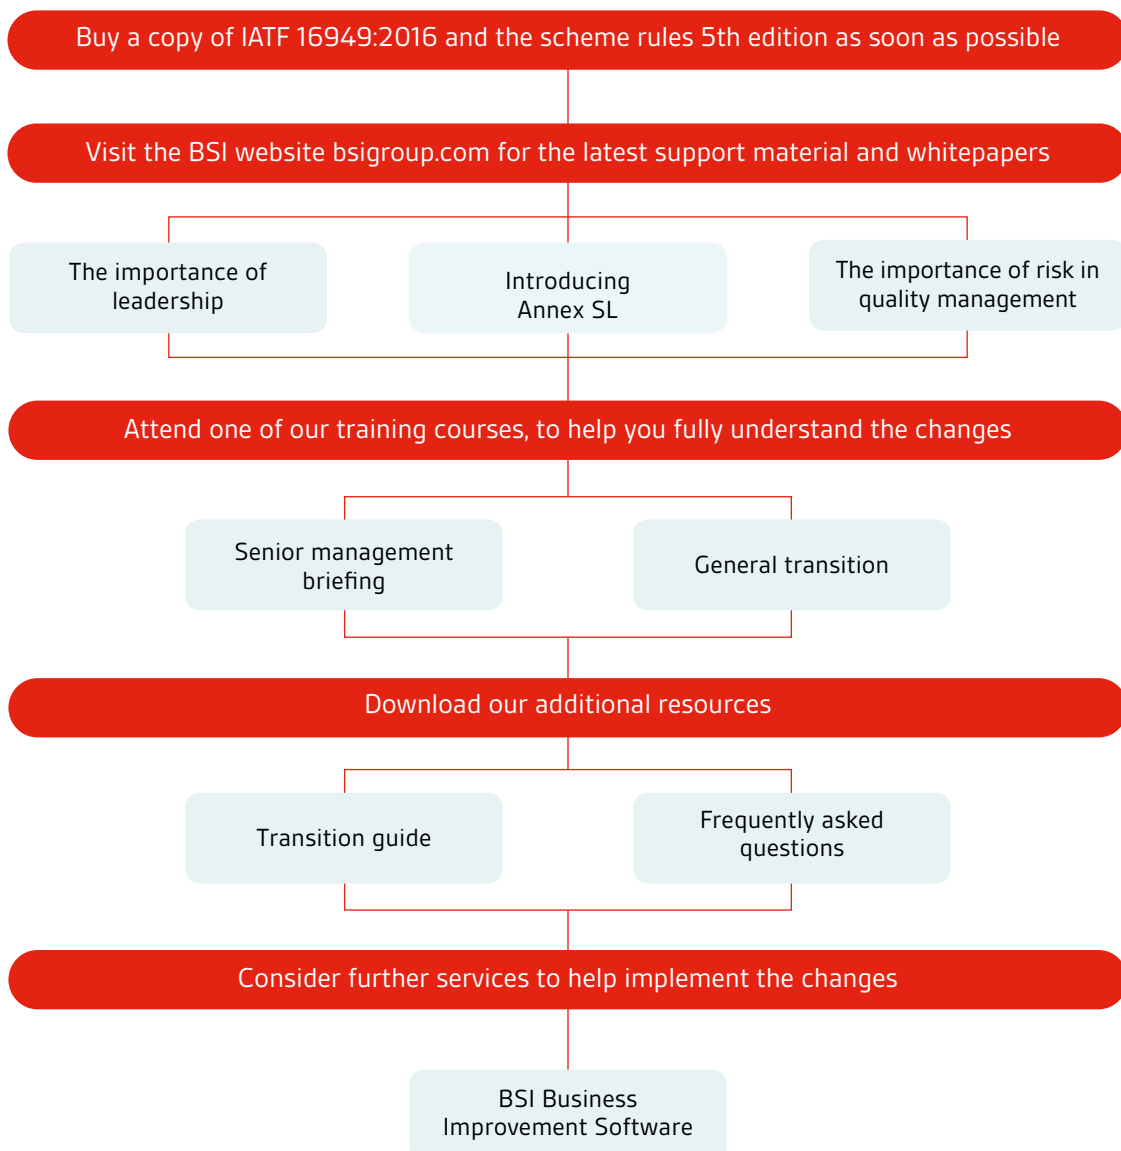 Buy a copy of IATF 16949:2016 and the scheme rules 5th edition as soon as possible
Visit the BSI website bsigroup.com for the latest support material and whitepapers
The importance of
leadership
Introducing
Annex SL
The importance of risk in
quality management
Attend one of our training courses, to help you fully understand the changes
Senior management
briefing
General transition
Download our additional resources
Transition guide
Frequently asked
questions
Consider further services to help implement the changes
BSI Business
Improvement Software